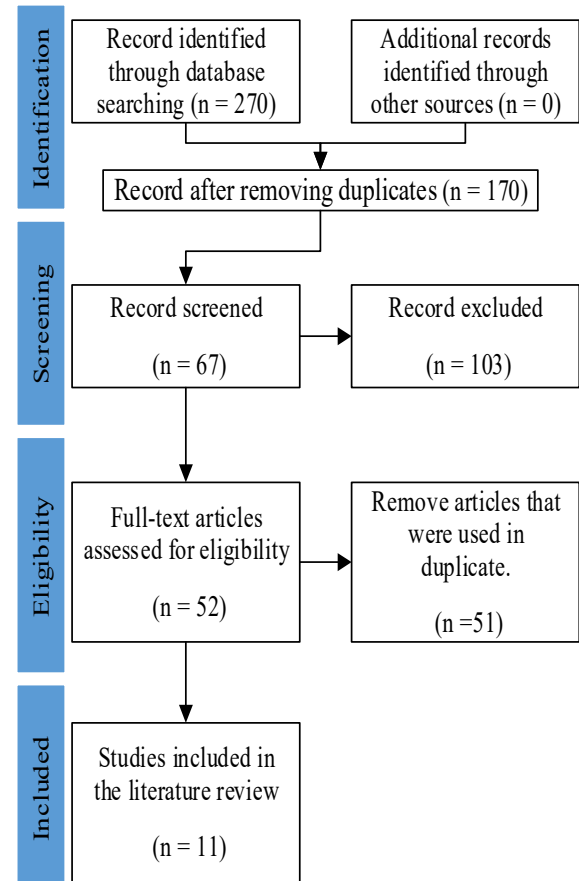 Identification
Record identified
through database
searching (n = 270)
Additional records
identified through
other sources (n = 0)
Record after removing duplicates (n = 170)
Screening
Record screened
(n = 67)
Record excluded
(n = 103)
Eligibility
Full-text articles
assessed for eligibility
(n = 52)
Remove articles that
were used in
duplicate.
(n =51)
Included
Studies included in
the literature review
(n = 11)